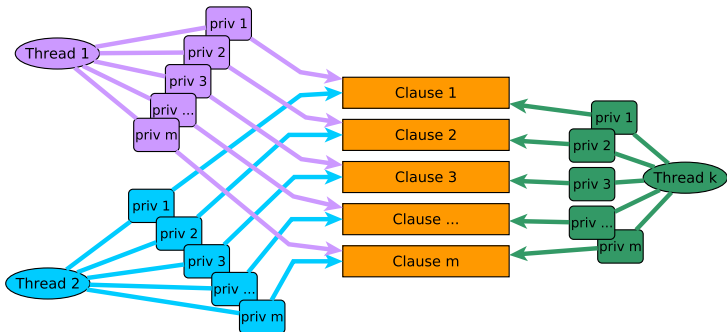 Thread 1
priv 1
priv 2
priv 3
priv ...
priv m
Clause 1
Clause 2
Clause 3
Clause ...
Clause m
priv 1
priv 2
priv 3
priv ...
priv m
Thread k
Thread 2
priv 1
priv 2
priv 3
priv ...
priv m